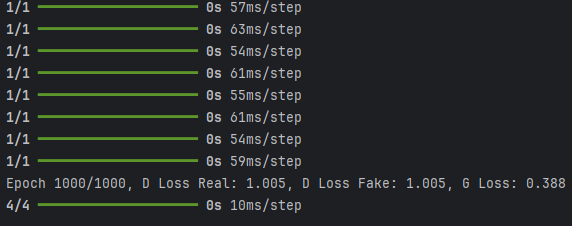 1/1 ━━━━━━━━━━━━━━━━━━━━ 0s 57ms/step
1/1 ━━━━━━━━━━━━━━━━━━━━ 0s 63ms/step
1/1 ━━━━━━━━━━━━━━━━━━━━ 0s 54ms/step
1/1 ━━━━━━━━━━━━━━━━━━━━ 0s 61ms/step
1/1 ━━━━━━━━━━━━━━━━━━━━ 0s 55ms/step
1/1 ━━━━━━━━━━━━━━━━━━━━ 0s 61ms/step
1/1 ━━━━━━━━━━━━━━━━━━━━ 0s 54ms/step
1/1 ━━━━━━━━━━━━━━━━━━━━ 0s 59ms/step
Epoch 1000/1000, D Loss Real: 1.005, D Loss Fake: 1.005, G Loss: 0.388
4/4 ━━━━━━━━━━━━━━━━━━━━ 0s 10ms/step